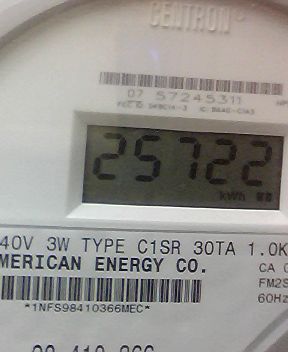 CENTRON®
07 57245311
25722
kWh
40V 3W TYPE C1SR 30TA 1.0K
MERICAN ENERGY CO.
CA 0
FM2S
60Hz
*1NFS98410366MEC*